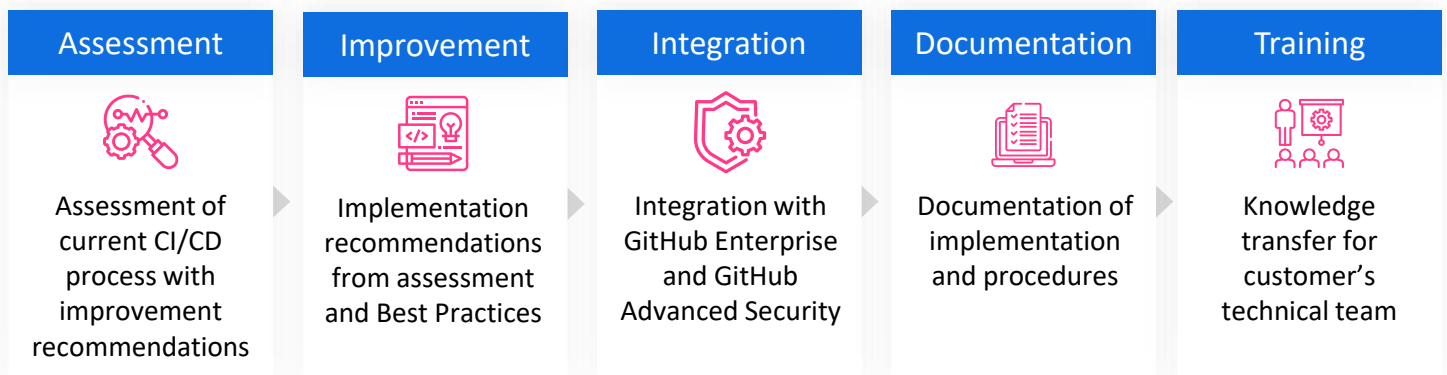 Assessment
Assessment of
current CI/CD
process with
improvement
recommendations
Improvement
</>
Implementation
recommendations
from assessment
and Best Practices
Integration
Integration with
GitHub Enterprise
and GitHub
Advanced Security
Documentation
Documentation of
implementation
and procedures
Training
Knowledge
transfer for
customer’s
technical team